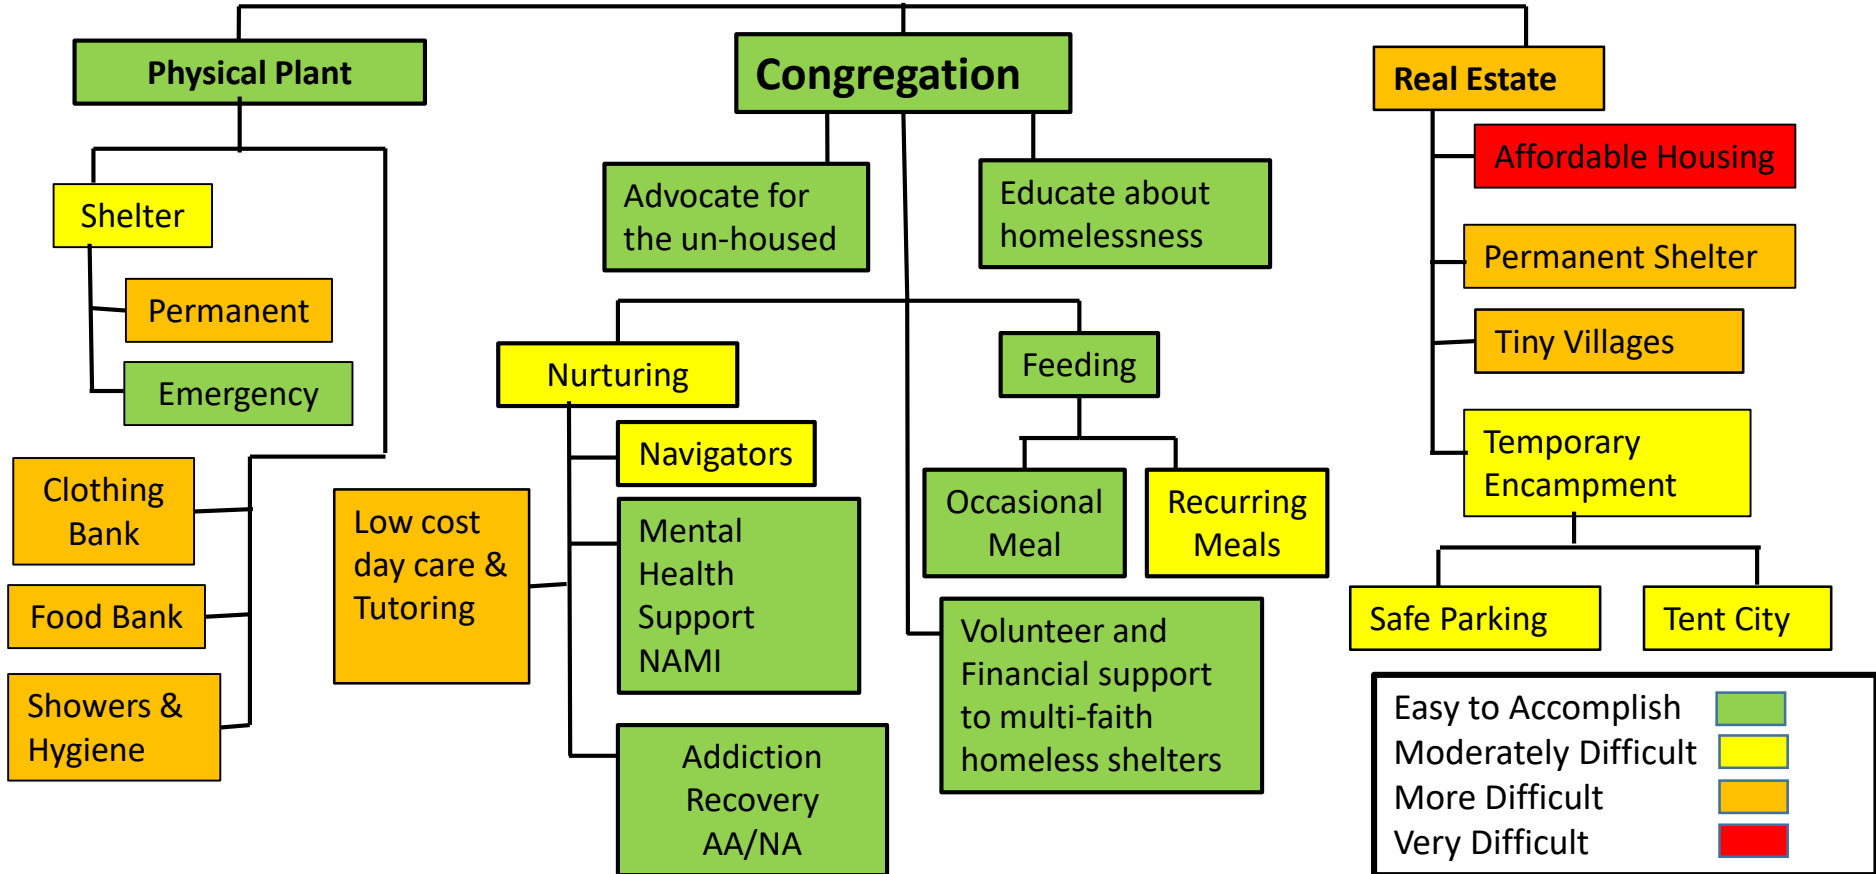 Physical Plant
Congregation
Real Estate
Shelter
Permanent
Emergency
Clothing
Bank
Food Bank
Showers &
Hygiene
Advocate for
the un-housed
Educate about
homelessness
Nurturing
Navigators
Low cost
day care &
Tutoring
Mental
Health
Support
NAMI
Addiction
Recovery
AA/NA
Feeding
Occasional
Meal
Recurring
Meals
Volunteer and
Financial support
to multi-faith
homeless shelters
Affordable Housing
Permanent Shelter
Tiny Villages
Temporary
Encampment
Safe Parking
Tent City
Easy to Accomplish
Moderately Difficult
More Difficult
Very Difficult